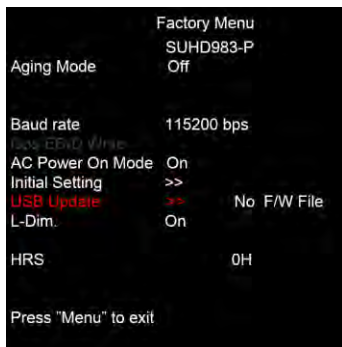 Factory Menu
SUHD983-P
Aging Mode Off
Baud rate 115200 bps
AC Power On Mode On
Initial Setting >>
USB Update >> No F/W File
L-Dim. On
HRS 0H
Press "Menu" to exit